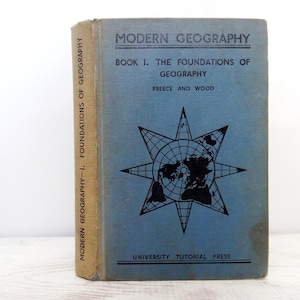 MODERN GEOGRAPHY
BOOK I. THE FOUNDATIONS OF
GEOGRAPHY
PREECE AND WOOD
UNIVERSITY TUTORIAL PRESS
MODERN GEOGRAPHY—I. FOUNDATIONS OF GEOGRAPHY